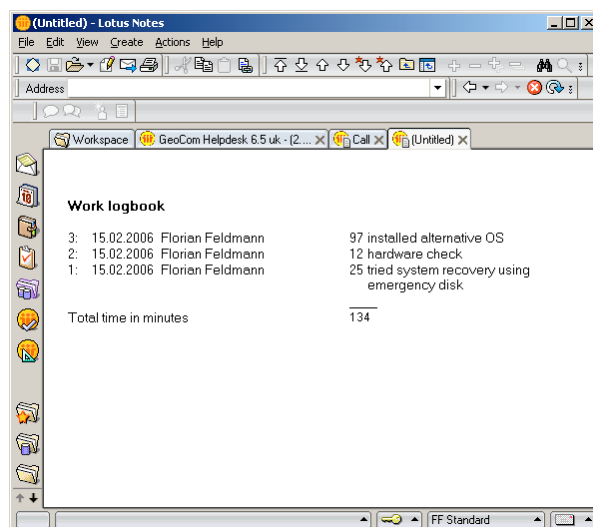 (Untitled) - Lotus Notes
File Edit View Create Actions Help
Address
Workspace GeoCom Helpdesk 6.5 uk - (2.... Call (Untitled)
Work logbook
3: 15.02.2006 Florian Feldmann 97 installed alternative OS
2: 15.02.2006 Florian Feldmann 12 hardware check
1: 15.02.2006 Florian Feldmann 25 tried system recovery using
emergency disk
Total time in minutes 134
FF Standard